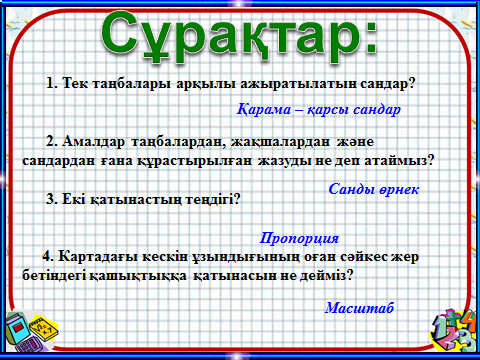 Сұрақтар:
1. Тек таңбалары арқылы ажыратылатын сандар?
Қарама – қарсы сандар
2. Амалдар таңбалардан, жақшалардан және
сандардан ғана құрастырылған жазуды не деп атаймыз?
Санды өрнек
3. Екі қатынастың теңдігі?
Пропорция
4. Картадағы кескін ұзындығының оған сәйкес жер
бетіндегі қашықтыққа қатынасын не дейміз?
Масштаб